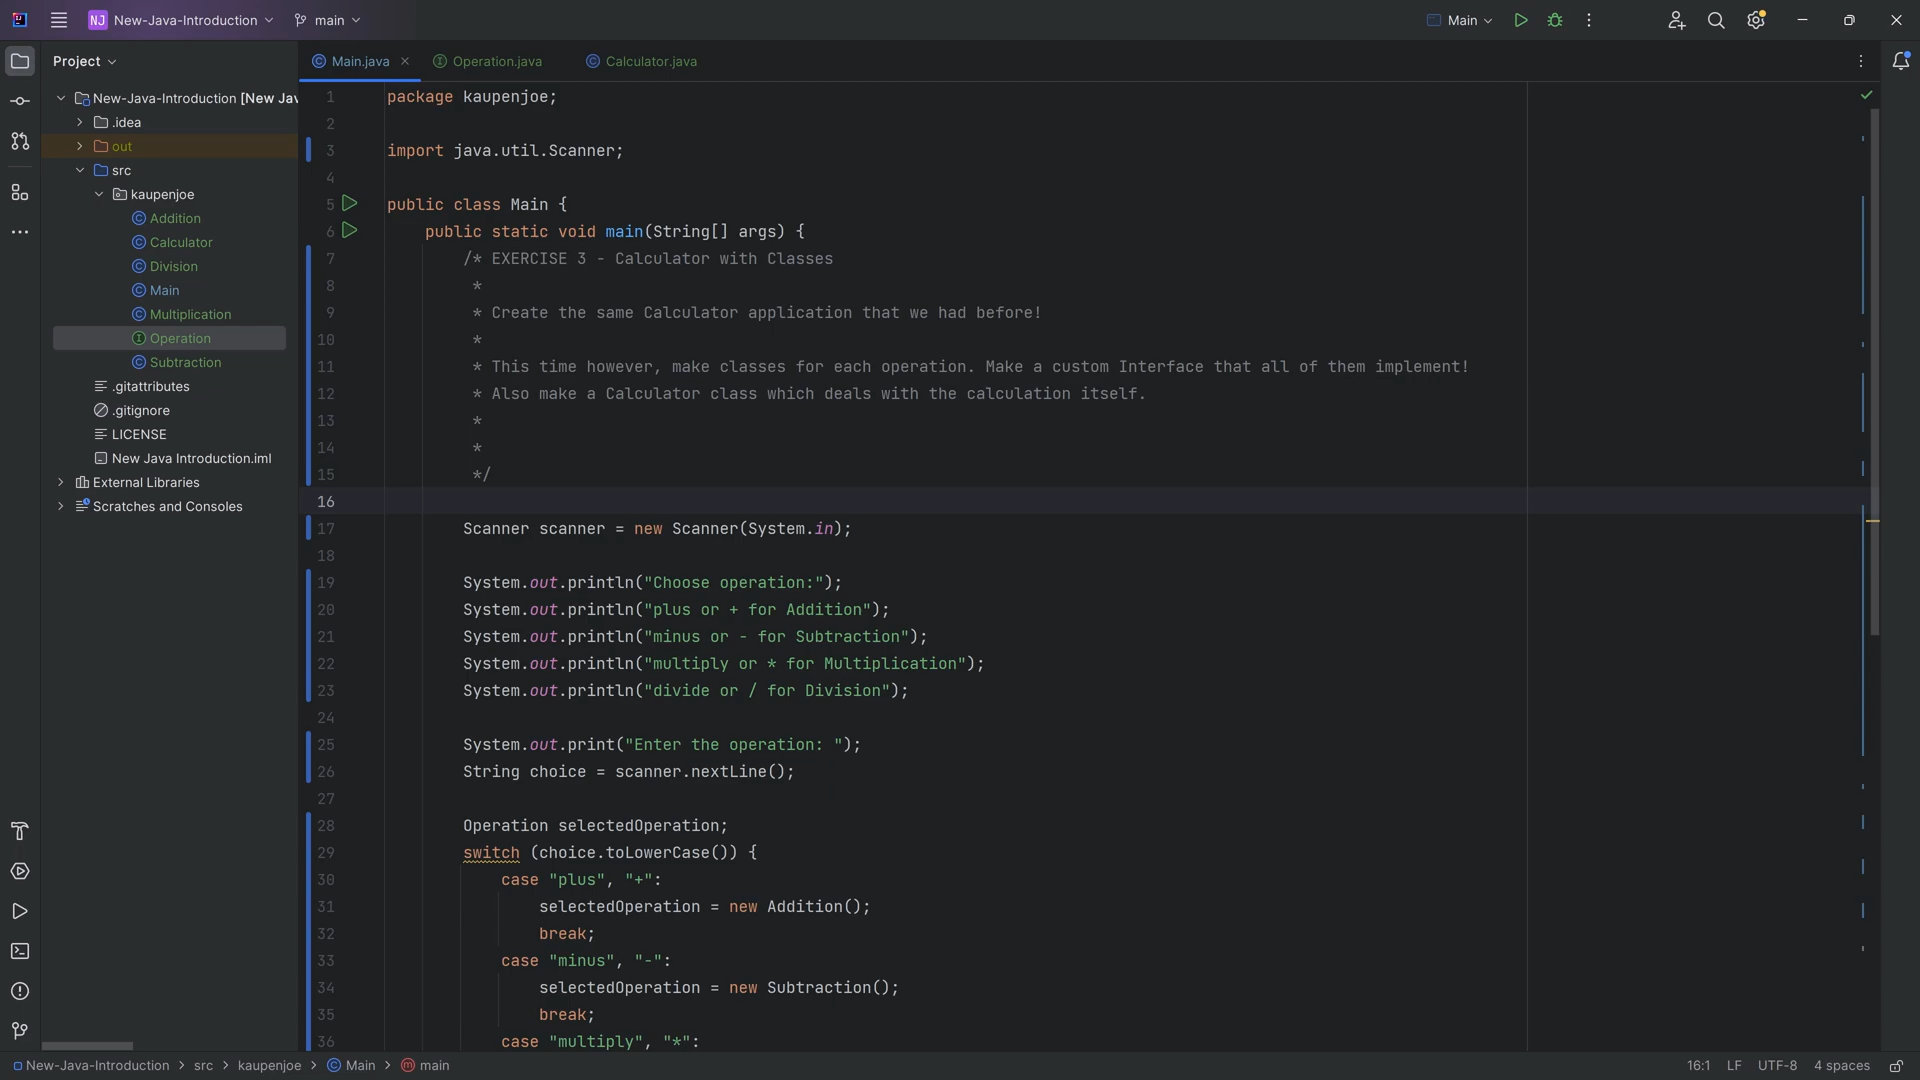 NJ New-Java-Introduction main Main
Project
Main.java Operation.java Calculator.java
New-Java-Introduction [New Jav
.idea
out
src
kaupenjoe
Addition
Calculator
Division
Main
Multiplication
Operation
Subtraction
.gitattributes
.gitignore
LICENSE
New Java Introduction.iml
External Libraries
Scratches and Consoles
1 package kaupenjoe;
2
3 import java.util.Scanner;
4
5 public class Main {
6 public static void main(String[] args) {
7 /* EXERCISE 3 - Calculator with Classes
8 *
9 * Create the same Calculator application that we had before!
10 *
11 * This time however, make classes for each operation. Make a custom Interface that all of them implement!
12 * Also make a Calculator class which deals with the calculation itself.
13 *
14 *
15 */
16
17 Scanner scanner = new Scanner(System.in);
18
19 System.out.println("Choose operation:");
20 System.out.println("plus or + for Addition");
21 System.out.println("minus or - for Subtraction");
22 System.out.println("multiply or * for Multiplication");
23 System.out.println("divide or / for Division");
24
25 System.out.print("Enter the operation: ");
26 String choice = scanner.nextLine();
27
28 Operation selectedOperation;
29 switch (choice.toLowerCase()) {
30 case "plus", "+":
31 selectedOperation = new Addition();
32 break;
33 case "minus", "-":
34 selectedOperation = new Subtraction();
35 break;
36 case "multiply", "*":
New-Java-Introduction > src > kaupenjoe > Main > main 16:1 LF UTF-8 4 spaces